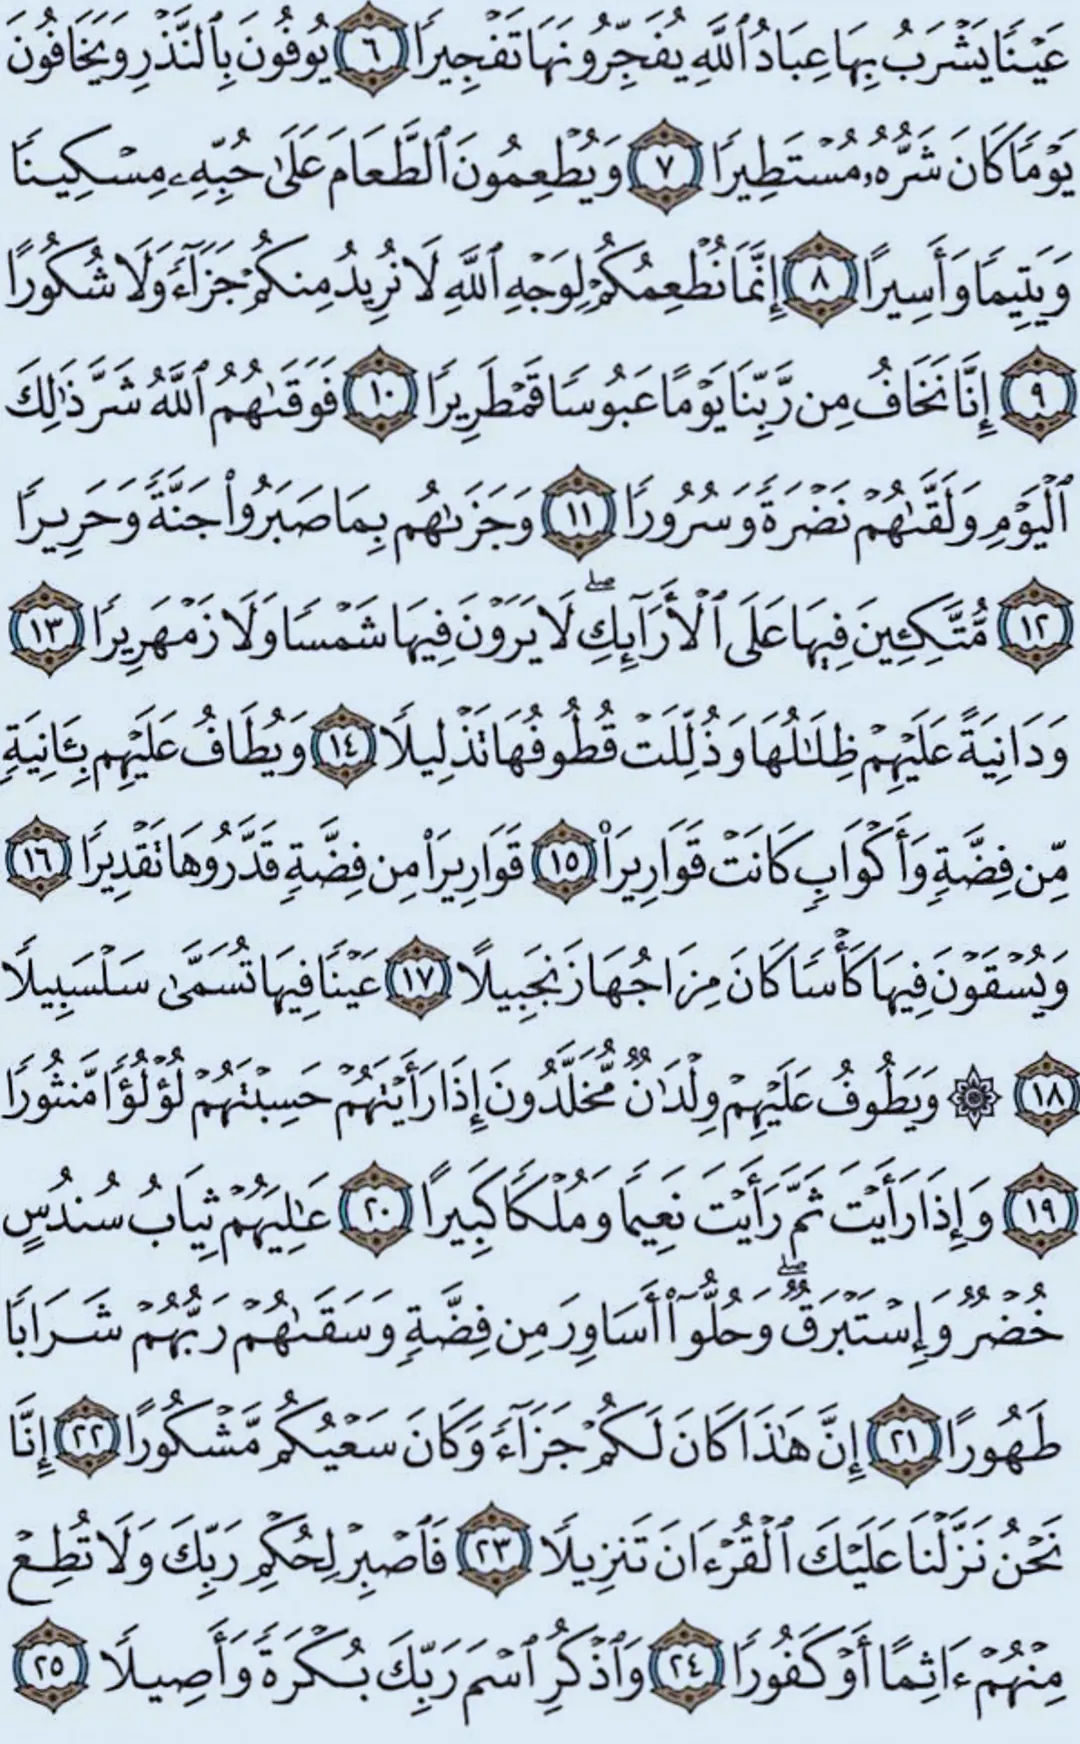 عَيْنًا يَشْرَبُ بِهَا عِبَادُ ٱللَّهِ يُفَجِّرُونَهَا تَفْجِيرًا ٦ يُوفُونَ بِٱلنَّذْرِ وَيَخَافُونَ
يَوْمًا كَانَ شَرُّهُۥ مُسْتَطِيرًا ٧ وَيُطْعِمُونَ ٱلطَّعَامَ عَلَىٰ حُبِّهِۦ مِسْكِينًا
وَيَتِيمًا وَأَسِيرًا ٨ إِنَّمَا نُطْعِمُكُمْ لِوَجْهِ ٱللَّهِ لَا نُرِيدُ مِنكُمْ جَزَآءً وَلَا شُكُورًا
٩ إِنَّا نَخَافُ مِن رَّبِّنَا يَوْمًا عَبُوسًا قَمْطَرِيرًا ١٠ فَوَقَىٰهُمُ ٱللَّهُ شَرَّ ذَٰلِكَ
ٱلْيَوْمِ وَلَقَّىٰهُمْ نَضْرَةً وَسُرُورًا ١١ وَجَزَىٰهُم بِمَا صَبَرُوا۟ جَنَّةً وَحَرِيرًا
١٢ مُّتَّكِـِٔينَ فِيهَا عَلَى ٱلْأَرَآئِكِ ۖ لَا يَرَوْنَ فِيهَا شَمْسًا وَلَا زَمْهَرِيرًا ١٣
وَدَانِيَةً عَلَيْهِمْ ظِلَـٰلُهَا وَذُلِّلَتْ قُطُوفُهَا تَذْلِيلًا ١٤ وَيُطَافُ عَلَيْهِم بِـَٔانِيَةٍ
مِّن فِضَّةٍ وَأَكْوَابٍ كَانَتْ قَوَارِيرَا۠ ١٥ قَوَارِيرَا۟ مِن فِضَّةٍ قَدَّرُوهَا تَقْدِيرًا ١٦
وَيُسْقَوْنَ فِيهَا كَأْسًا كَانَ مِزَاجُهَا زَنجَبِيلًا ١٧ عَيْنًا فِيهَا تُسَمَّىٰ سَلْسَبِيلًا
١٨ ۞ وَيَطُوفُ عَلَيْهِمْ وِلْدَٰنٌ مُّخَلَّدُونَ إِذَا رَأَيْتَهُمْ حَسِبْتَهُمْ لُؤْلُؤًا مَّنثُورًا
١٩ وَإِذَا رَأَيْتَ ثَمَّ رَأَيْتَ نَعِيمًا وَمُلْكًا كَبِيرًا ٢٠ عَـٰلِيَهُمْ ثِيَابُ سُندُسٍ
خُضْرٌ وَإِسْتَبْرَقٌ ۖ وَحُلُّوٓا۟ أَسَاوِرَ مِن فِضَّةٍ وَسَقَىٰهُمْ رَبُّهُمْ شَرَابًا
طَهُورًا ٢١ إِنَّ هَـٰذَا كَانَ لَكُمْ جَزَآءً وَكَانَ سَعْيُكُم مَّشْكُورًا ٢٢ إِنَّا
نَحْنُ نَزَّلْنَا عَلَيْكَ ٱلْقُرْءَانَ تَنزِيلًا ٢٣ فَٱصْبِرْ لِحُكْمِ رَبِّكَ وَلَا تُطِعْ
مِنْهُمْ ءَاثِمًا أَوْ كَفُورًا ٢٤ وَٱذْكُرِ ٱسْمَ رَبِّكَ بُكْرَةً وَأَصِيلًا ٢٥